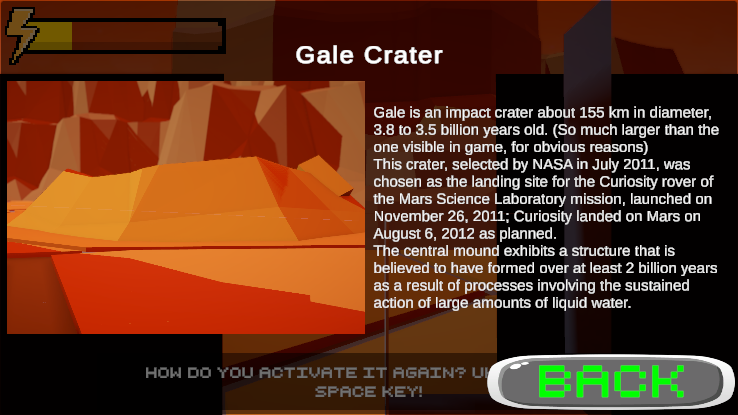 Gale Crater
Gale is an impact crater about 155 km in diameter,
3.8 to 3.5 billion years old. (So much larger than the
one visible in game, for obvious reasons)
This crater, selected by NASA in July 2011, was
chosen as the landing site for the Curiosity rover of
the Mars Science Laboratory mission, launched on
November 26, 2011; Curiosity landed on Mars on
August 6, 2012 as planned.
The central mound exhibits a structure that is
believed to have formed over at least 2 billion years
as a result of processes involving the sustained
action of large amounts of liquid water.
HOW DO YOU ACTIVATE IT AGAIN?
SPACE KEY!
BACK